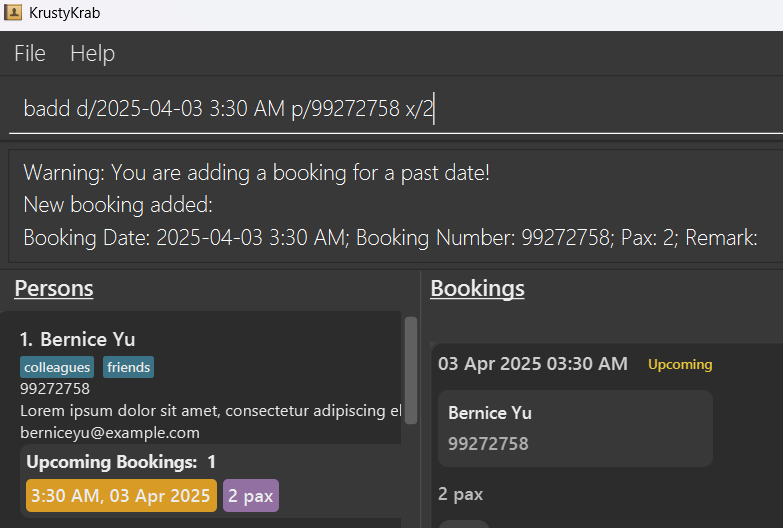 KrustyKrab
File Help
badd d/2025-04-03 3:30 AM p/99272758 x/2
Warning: You are adding a booking for a past date!
New booking added:
Booking Date: 2025-04-03 3:30 AM; Booking Number: 99272758; Pax: 2; Remark:
Persons
1. Bernice Yu
colleagues friends
99272758
Lorem ipsum dolor sit amet, consectetur adipiscing el
berniceyu@example.com
Upcoming Bookings: 1
3:30 AM, 03 Apr 2025 2 pax
Bookings
03 Apr 2025 03:30 AM Upcoming
Bernice Yu
99272758
2 pax